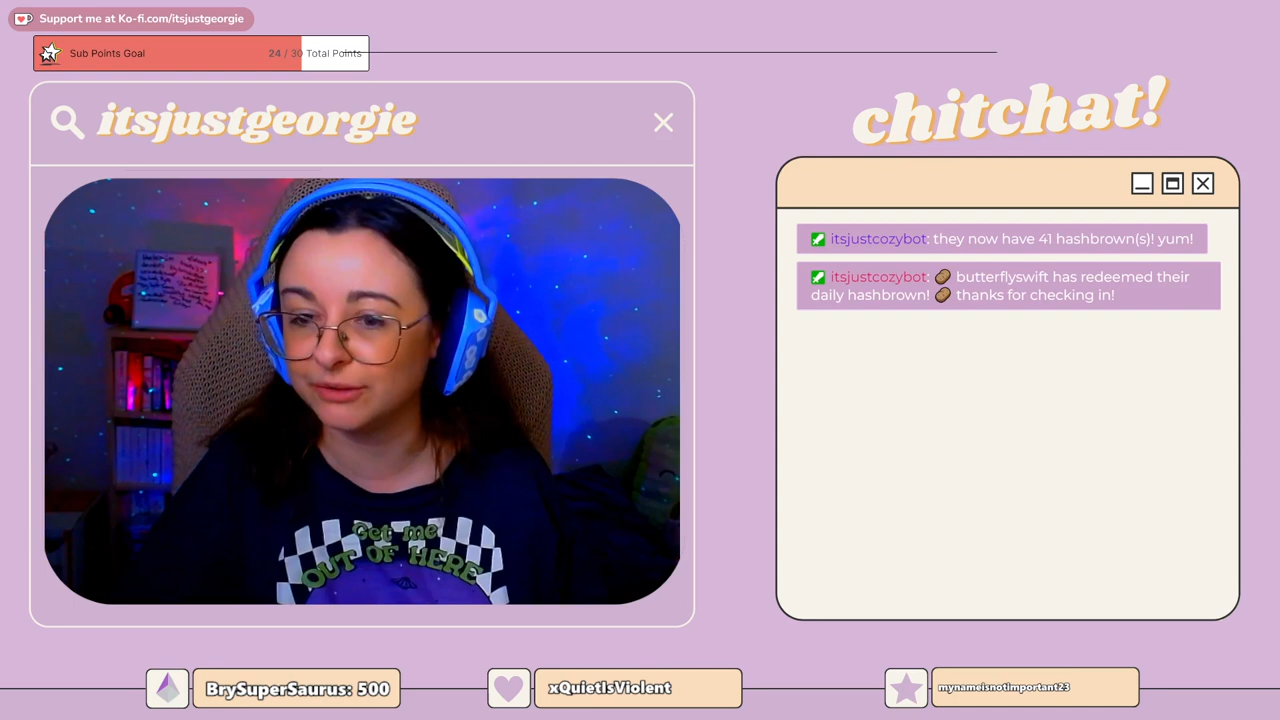 Support me at Ko-fi.com/itsjustgeorgie
Sub Points Goal 24 / 30 Total Points
itsjustgeorgie
chitchat!
itsjustcozybot: they now have 41 hashbrown(s)! yum!
itsjustcozybot: 🥔 butterflyswift has redeemed their
daily hashbrown! 🥔 thanks for checking in!
Get me
OUT OF HERE
BrySuperSaurus: 500
xQuietIsViolent
mynameisnotimportant23